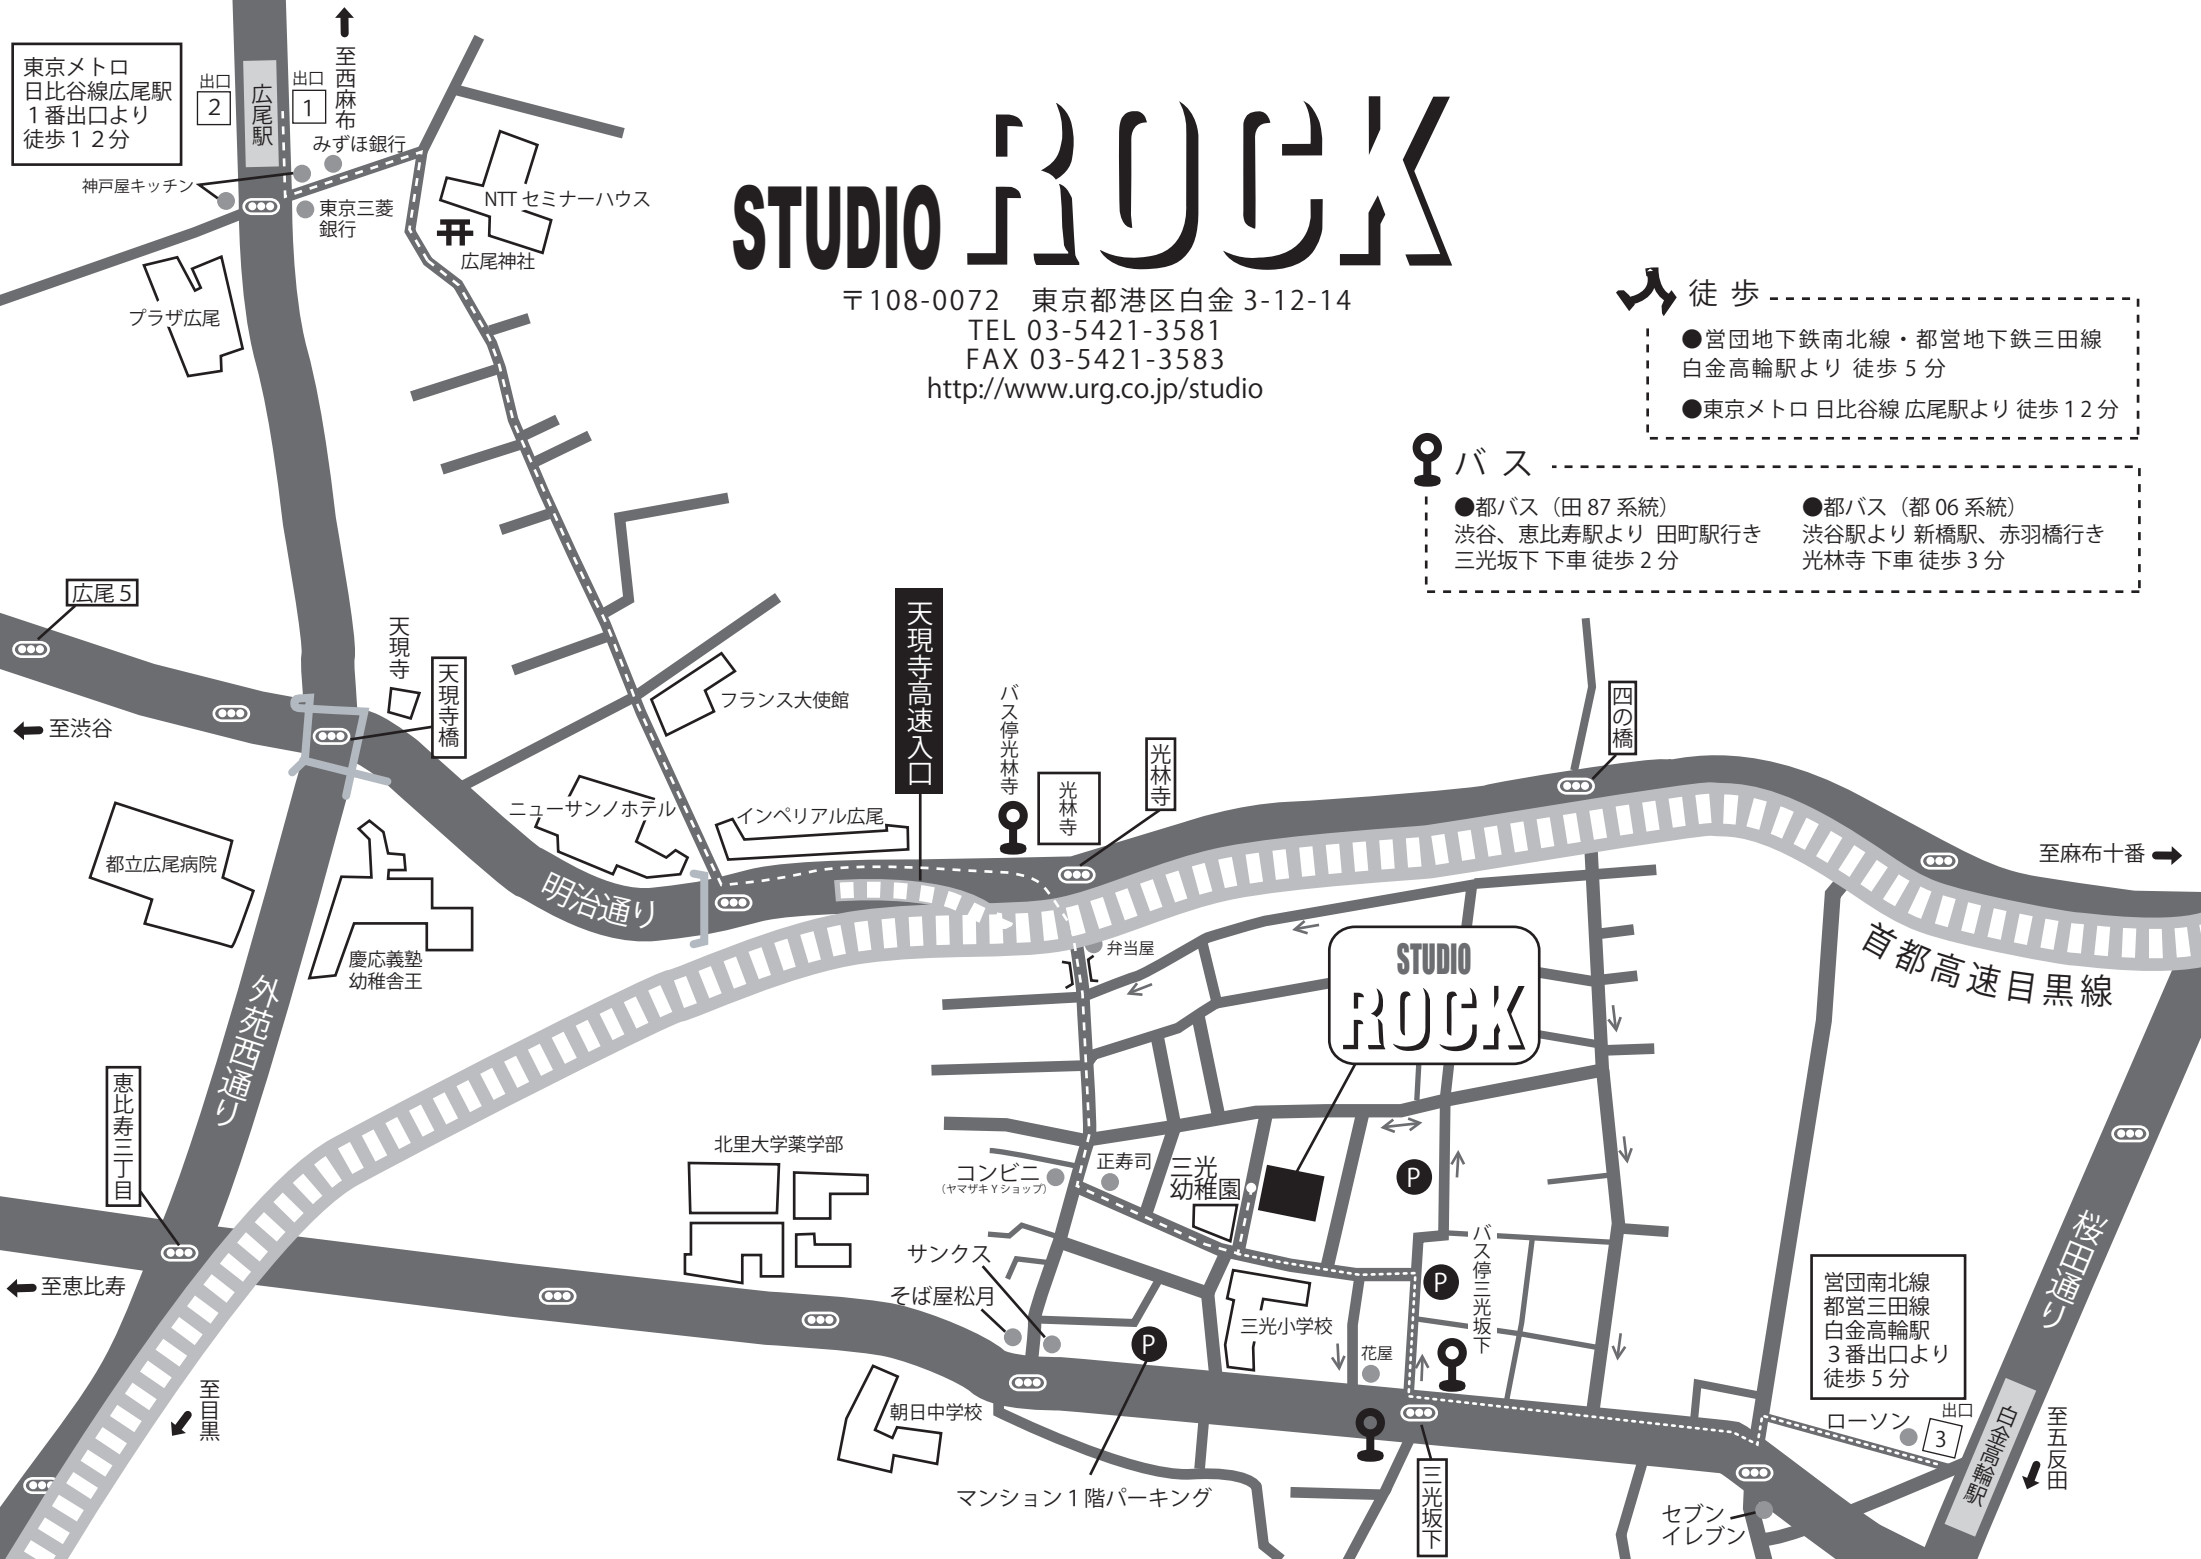 東京メトロ
日比谷線広尾駅
１番出口より
徒歩１２分
出口
2
広尾駅
出口
1
至西麻布
みずほ銀行
神戸屋キッチン
東京三菱
銀行
NTT セミナーハウス
広尾神社
プラザ広尾
STUDIO ROCK
〒108-0072　東京都港区白金 3-12-14
TEL 03-5421-3581
FAX 03-5421-3583
http://www.urg.co.jp/studio
徒 歩
●営団地下鉄南北線・都営地下鉄三田線
白金高輪駅より 徒歩 5 分
●東京メトロ 日比谷線 広尾駅より 徒歩 1 2 分
バ ス
●都バス（田 87 系統）
渋谷、恵比寿駅より 田町駅行き
三光坂下 下車 徒歩 2 分
●都バス（都 06 系統）
渋谷駅より 新橋駅、赤羽橋行き
光林寺 下車 徒歩 3 分
広尾 5
至渋谷
天現寺
天現寺橋
フランス大使館
天現寺高速入口
バス停光林寺
光林寺
光林寺
四の橋
至麻布十番
ニューサンノホテル
インペリアル広尾
都立広尾病院
明治通り
慶応義塾
幼稚舎王
弁当屋
首都高速目黒線
STUDIO
ROCK
外苑西通り
恵比寿三丁目
至恵比寿
至目黒
北里大学薬学部
コンビニ
（ヤマザキ Y ショップ）
正寿司
三光
幼稚園
P
サンクス
そば屋松月
P
三光小学校
P
バス停三光坂下
花屋
朝日中学校
マンション 1 階パーキング
三光坂下
桜田通り
営団南北線
都営三田線
白金高輪駅
３番出口より
徒歩 5 分
ローソン
出口
3
白金高輪駅
至五反田
セブン
イレブン